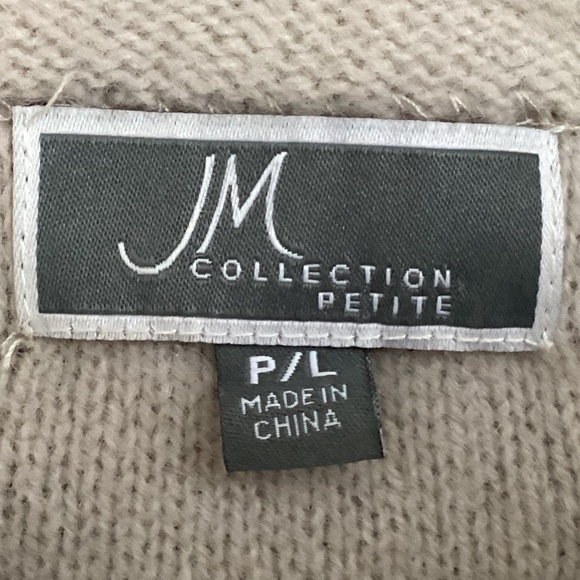 JM
COLLECTION
PETITE
P/L
MADE IN
CHINA